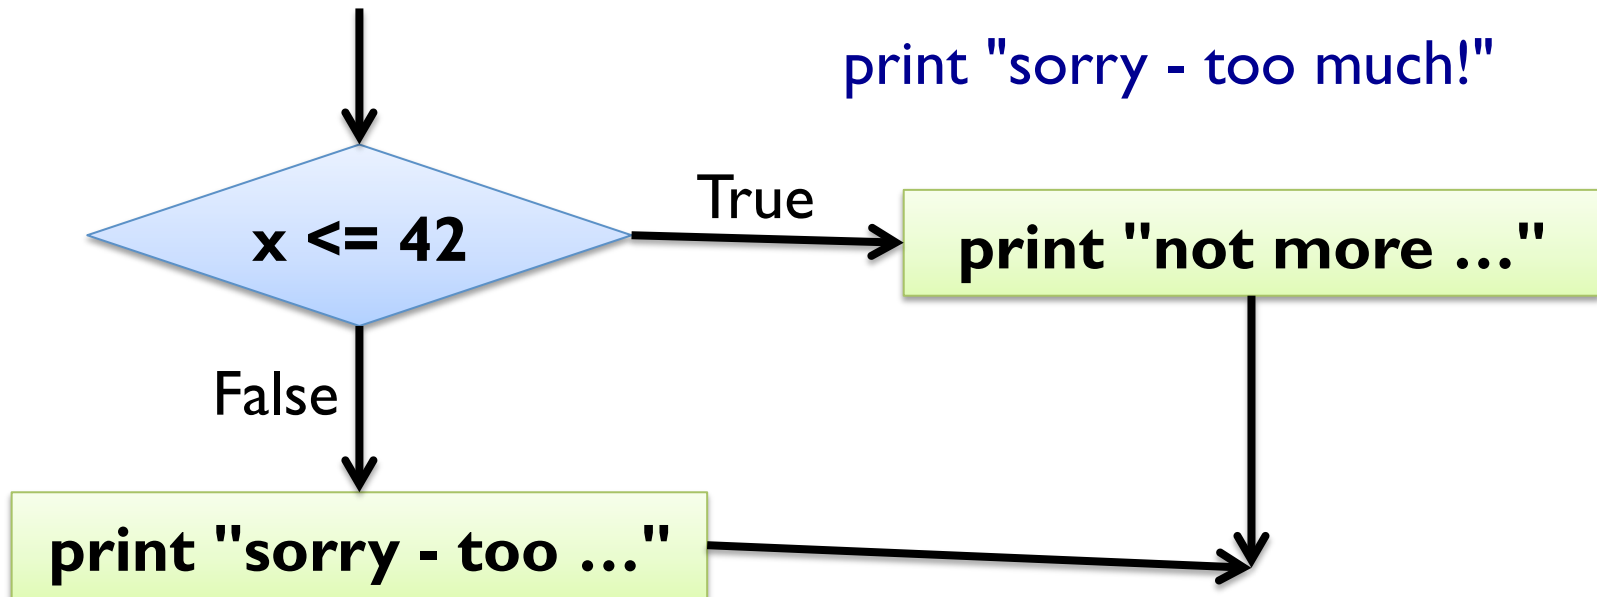 print "sorry - too much!"
x <= 42
True
print "not more ..."
False
print "sorry - too ..."